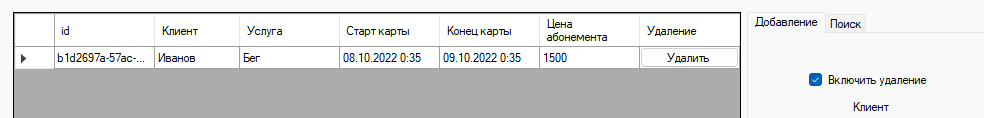 id Клиент Услуга Старт карты Конец карты Цена абонемента Удаление
b1d2697a-57ac-... Иванов Бег 08.10.2022 0:35 09.10.2022 0:35 1500 Удалить
Добавление Поиск
Включить удаление
Клиент